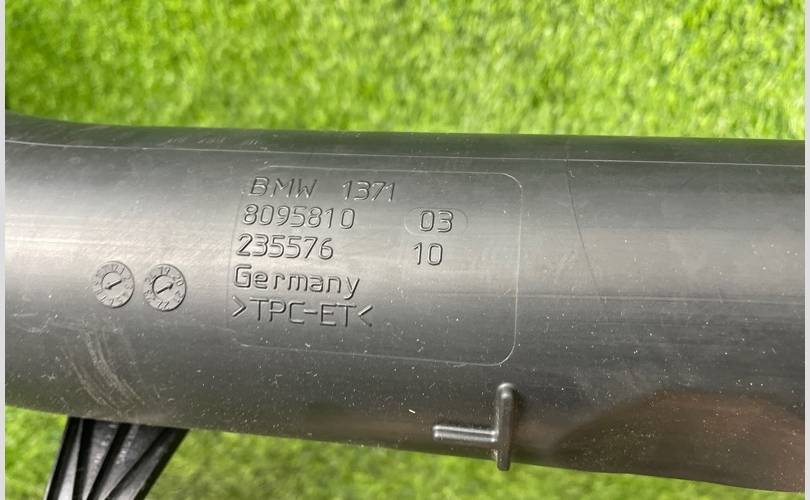 BMW 1371
8095810 03
235576 10
Germany
>TPC-ET<